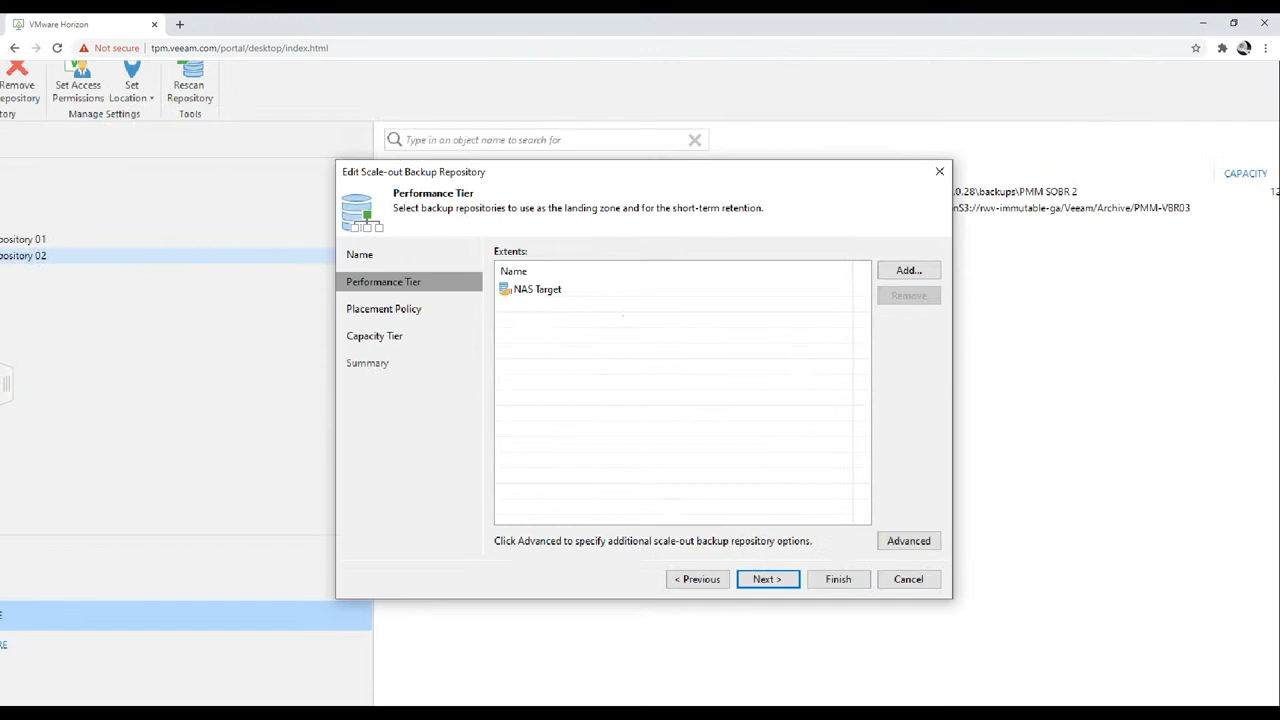 VMware Horizon
Not secure
tpm.veeam.com/portal/desktop/index.html
Remove
epository
Set Access
Permissions
Set
Location
Rescan
Repository
tory
Manage Settings
Tools
Type in an object name to search for
Edit Scale-out Backup Repository
Performance Tier
Select backup repositories to use as the landing zone and for the short-term retention.
CAPACITY
.0.28\backups\PMM SOBR 2
12
nS3://rwv-immutable-ga/Veeam/Archive/PMM-VBR03
pository 01
pository 02
Name
Performance Tier
Placement Policy
Capacity Tier
Summary
Extents:
Name
NAS Target
Add...
Remove
Click Advanced to specify additional scale-out backup repository options.
Advanced
< Previous
Next >
Finish
Cancel
E
RE